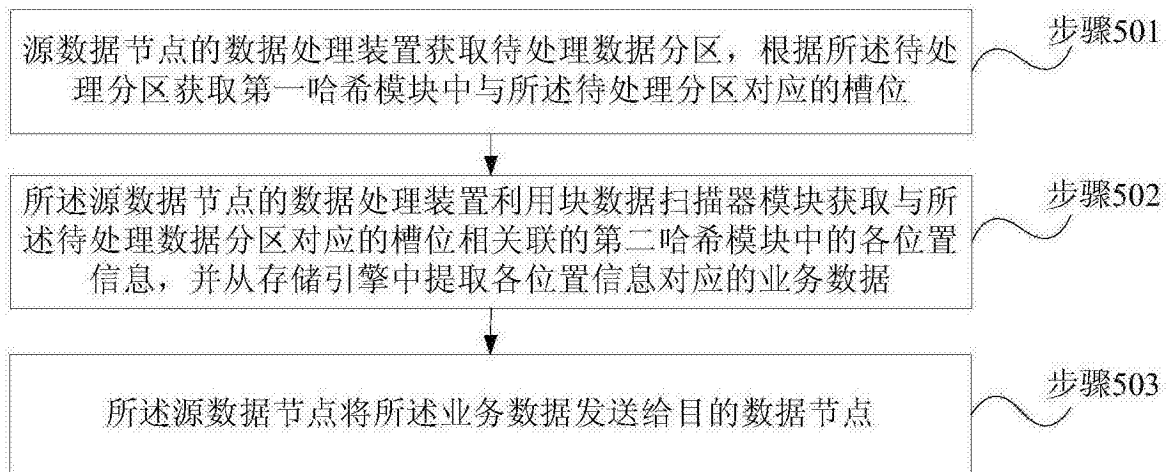 源数据节点的数据处理装置获取待处理数据分区，根据所述待处
理分区获取第一哈希模块中与所述待处理分区对应的槽位
步骤501
所述源数据节点的数据处理装置利用块数据扫描器模块获取与所
述待处理数据分区对应的槽位相关联的第二哈希模块中的各位置
信息，并从存储引擎中提取各位置信息对应的业务数据
步骤502
所述源数据节点将所述业务数据发送给目的数据节点
步骤503